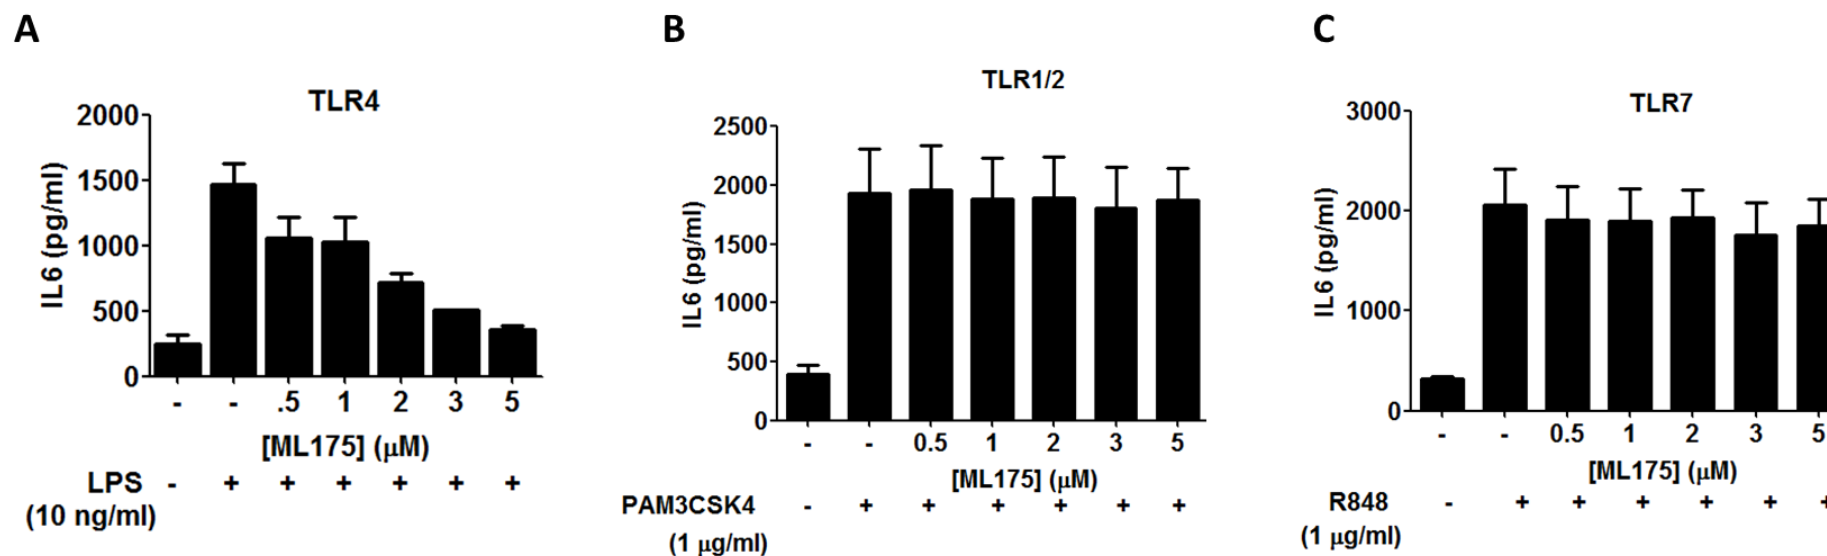 A
TLR4
IL6 (pg/ml)
2000
1500
1000
500
0
- - .5 1 2 3 5
[ML175] (μM)
LPS - + + + + + +
(10 ng/ml)
B
TLR1/2
IL6 (pg/ml)
2500
2000
1500
1000
500
0
- - 0.5 1 2 3 5
[ML175] (μM)
PAM3CSK4 - + + + + + +
(1 μg/ml)
C
TLR7
IL6 (pg/ml)
3000
2000
1000
0
- - 0.5 1 2 3 5
[ML175] (μM)
R848 - + + + + + +
(1 μg/ml)